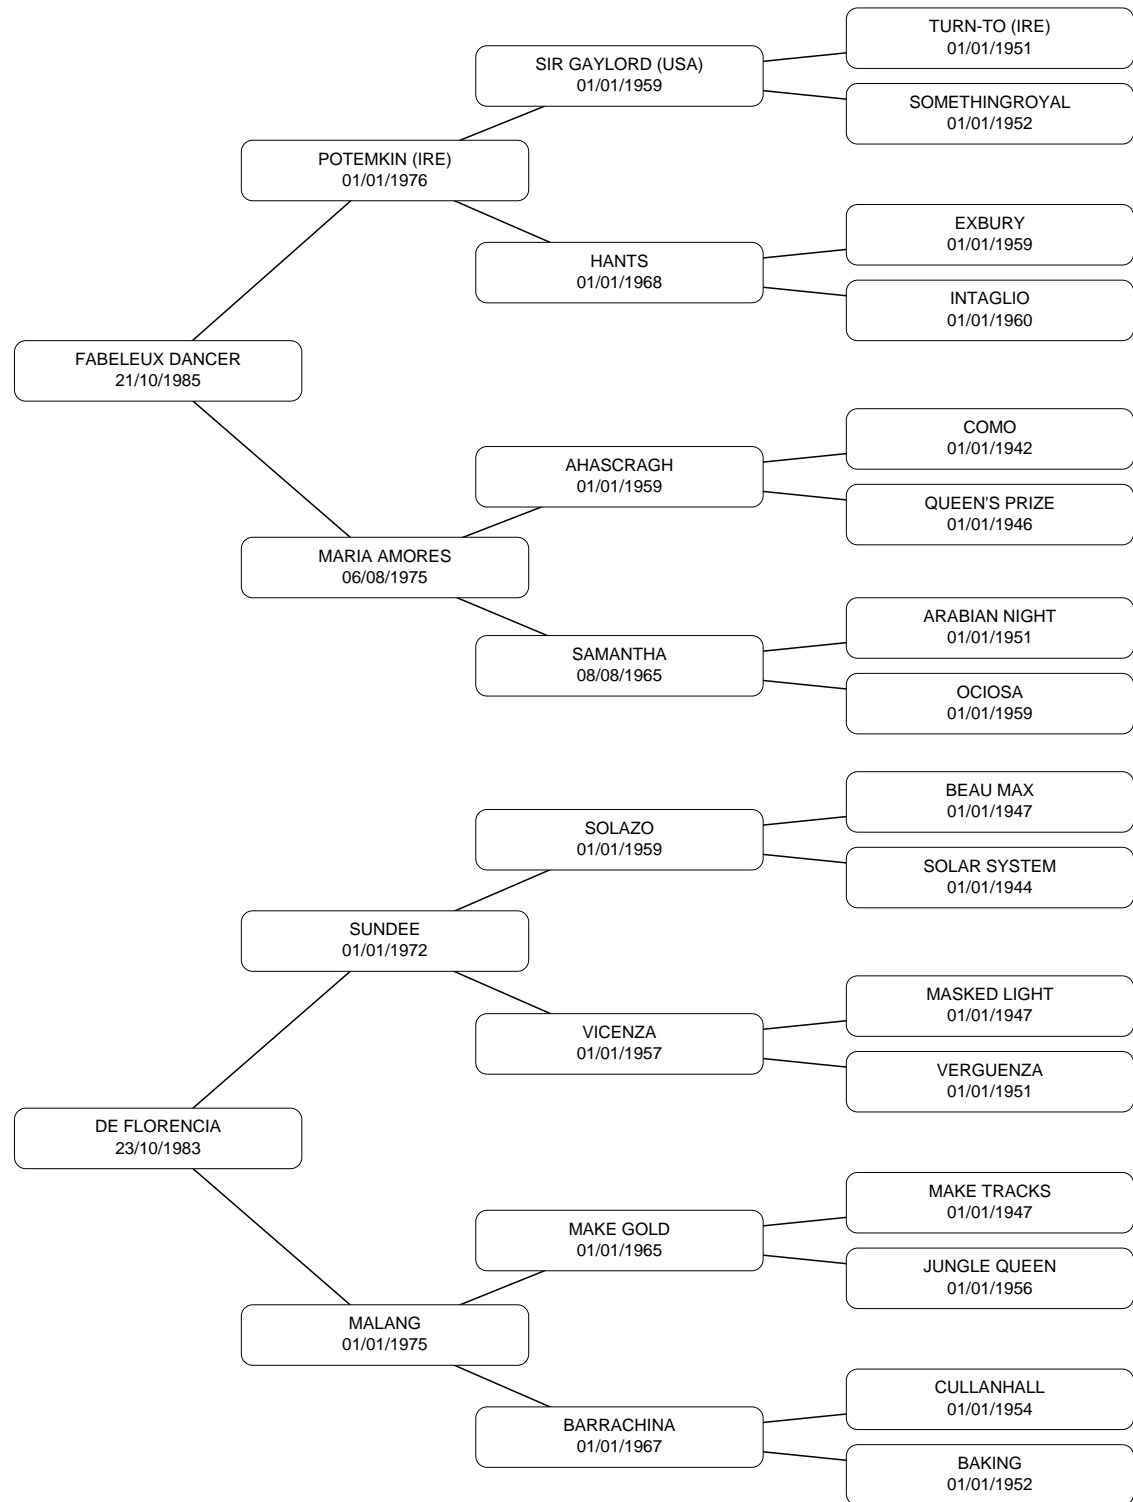 TURN-TO (IRE)
01/01/1951
SIR GAYLORD (USA)
01/01/1959
SOMETHINGROYAL
01/01/1952
POTEMKIN (IRE)
01/01/1976
EXBURY
01/01/1959
HANTS
01/01/1968
INTAGLIO
01/01/1960
FABELEUX DANCER
21/10/1985
COMO
01/01/1942
AHASCRAGH
01/01/1959
QUEEN'S PRIZE
01/01/1946
MARIA AMORES
06/08/1975
ARABIAN NIGHT
01/01/1951
SAMANTHA
08/08/1965
OCIOSA
01/01/1959
BEAU MAX
01/01/1947
SOLAZO
01/01/1959
SOLAR SYSTEM
01/01/1944
SUNDEE
01/01/1972
MASKED LIGHT
01/01/1947
VICENZA
01/01/1957
VERGUENZA
01/01/1951
DE FLORENCIA
23/10/1983
MAKE TRACKS
01/01/1947
MAKE GOLD
01/01/1965
JUNGLE QUEEN
01/01/1956
MALANG
01/01/1975
CULLANHALL
01/01/1954
BARRACHINA
01/01/1967
BAKING
01/01/1952